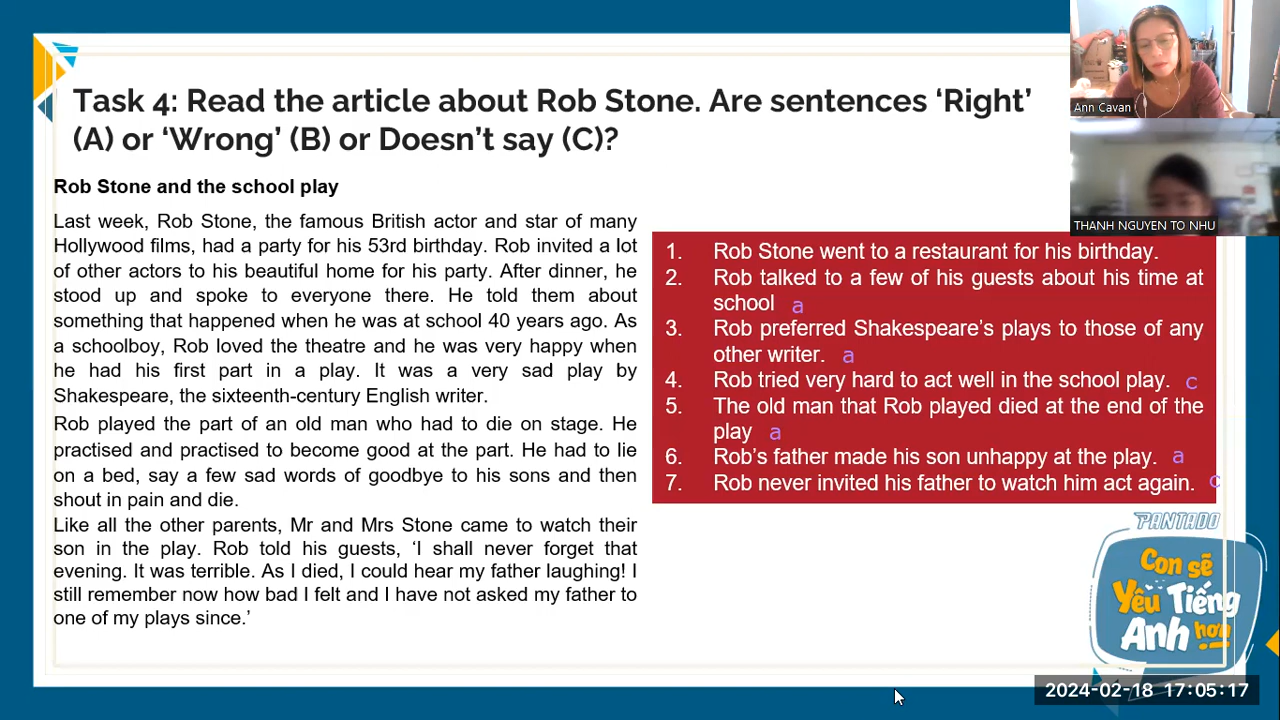 Task 4: Read the article about Rob Stone. Are sentences ‘Right’
(A) or ‘Wrong’ (B) or Doesn’t say (C)?
Rob Stone and the school play
Last week, Rob Stone, the famous British actor and star of many
Hollywood films, had a party for his 53rd birthday. Rob invited a lot
of other actors to his beautiful home for his party. After dinner, he
stood up and spoke to everyone there. He told them about
something that happened when he was at school 40 years ago. As
a schoolboy, Rob loved the theatre and he was very happy when
he had his first part in a play. It was a very sad play by
Shakespeare, the sixteenth-century English writer.
Rob played the part of an old man who had to die on stage. He
practised and practised to become good at the part. He had to lie
on a bed, say a few sad words of goodbye to his sons and then
shout in pain and die.
Like all the other parents, Mr and Mrs Stone came to watch their
son in the play. Rob told his guests, ‘I shall never forget that
evening. It was terrible. As I died, I could hear my father laughing! I
still remember now how bad I felt and I have not asked my father to
one of my plays since.’
1. Rob Stone went to a restaurant for his birthday.
2. Rob talked to a few of his guests about his time at
school a
3. Rob preferred Shakespeare’s plays to those of any
other writer. a
4. Rob tried very hard to act well in the school play. c
5. The old man that Rob played died at the end of the
play a
6. Rob’s father made his son unhappy at the play. a
7. Rob never invited his father to watch him act again. c
Ann Cavan
THANH NGUYEN TO NHU
PANTADO
Con sẽ
Yêu Tiếng
Anh hơn
2024-02-18 17:05:17